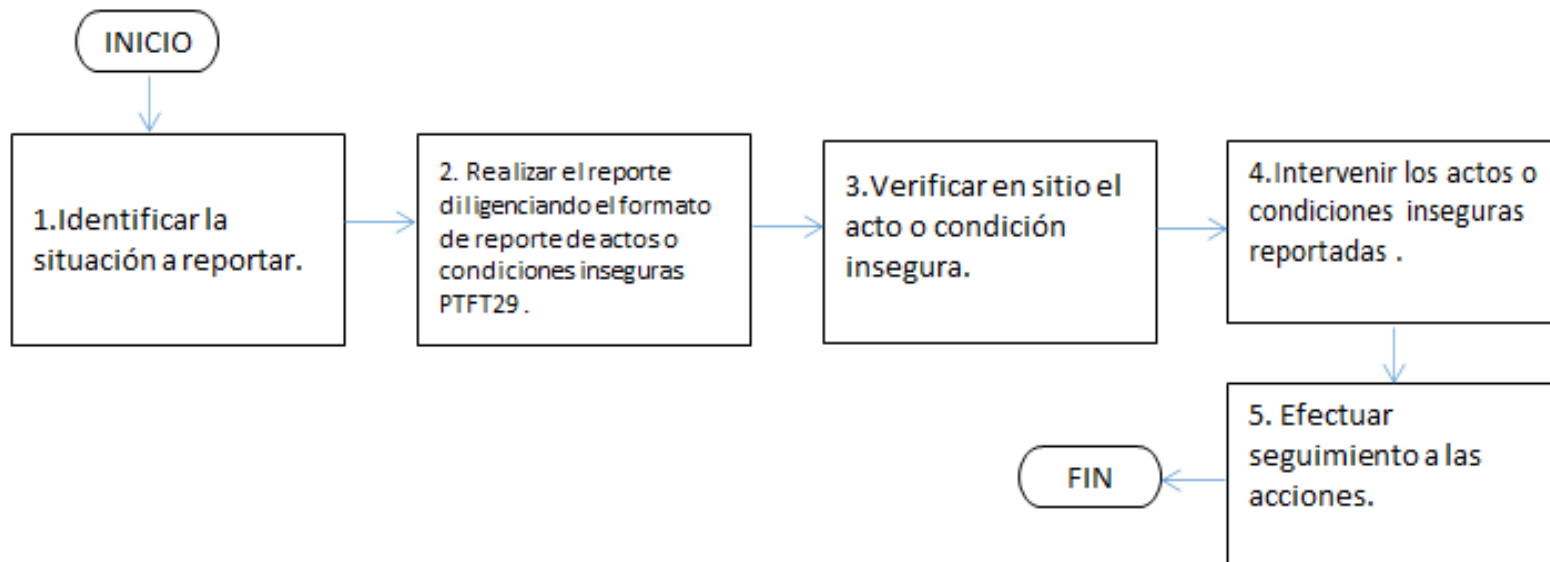 INICIO
1.Identificar la
situación a reportar.
2. Realizar el reporte
diligenciando el formato
de reporte de actos o
condiciones inseguras
PTFT29 .
3.Verificar en sitio el
acto o condición
insegura.
4.Intervenir los actos o
condiciones inseguras
reportadas .
5. Efectuar
seguimiento a las
acciones.
FIN